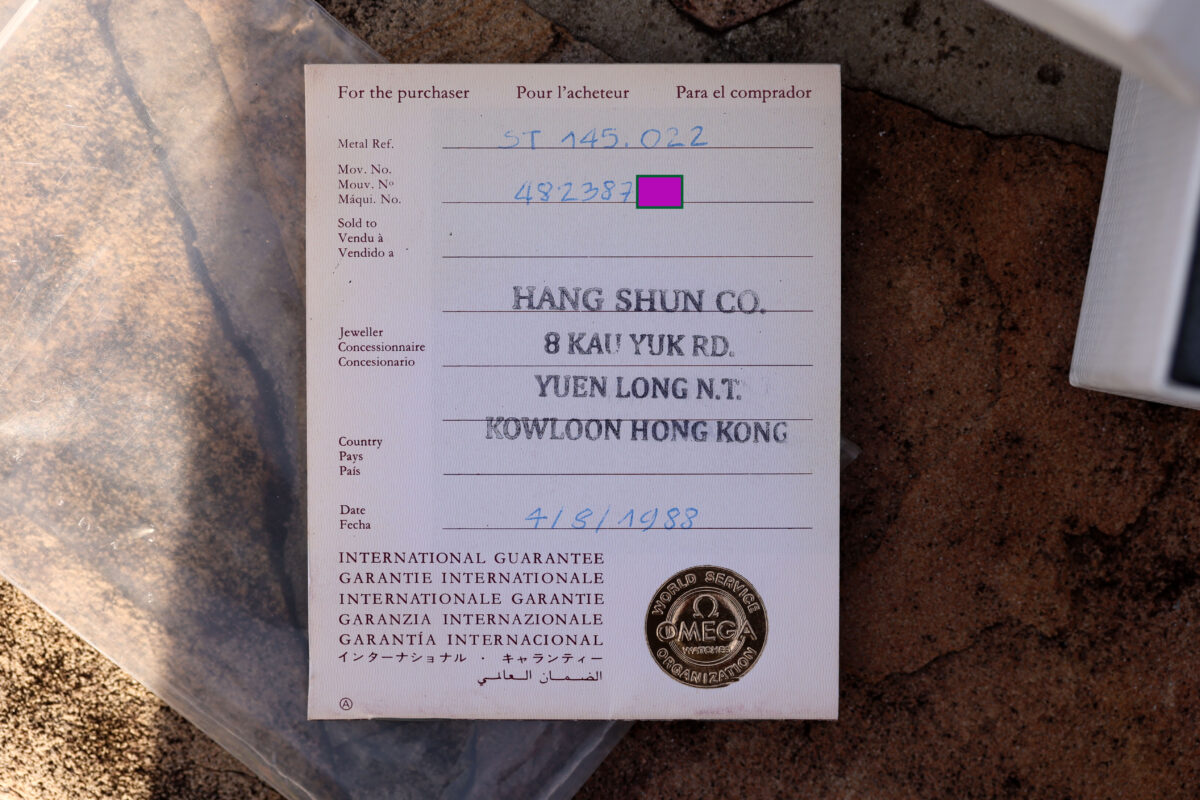 For the purchaser Pour l'acheteur Para el comprador
Metal Ref. ST 145.022
Mov. No.
Mouv. Nº 482387
Máqui. No.
Sold to
Vendu à
Vendido a
HANG SHUN CO.
Jeweller
Concessionnaire 8 KAU YUK RD.
Concesionario
YUEN LONG N.T.
KOWLOON HONG KONG
Country
Pays
País
Date
Fecha 4/8/1988
INTERNATIONAL GUARANTEE
GARANTIE INTERNATIONALE
INTERNATIONALE GARANTIE
GARANZIA INTERNAZIONALE
GARANTÍA INTERNACIONAL
インターナショナル・キャランティー
الضمان العالمي
WORLD SERVICE
Ω
OMEGA
WATCHES
ORGANIZATION
A